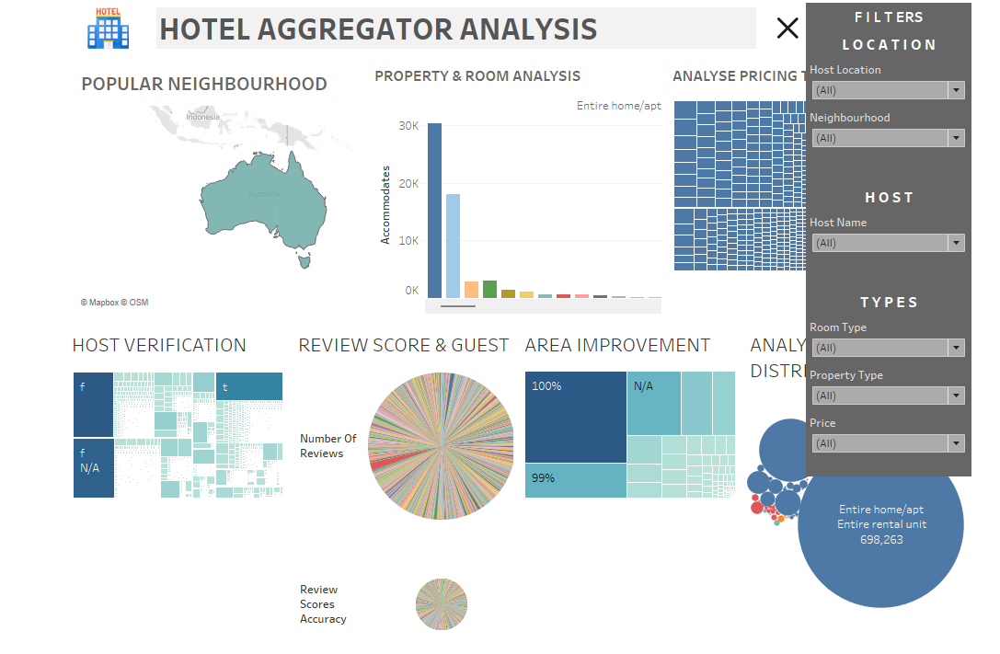 HOTEL
HOTEL AGGREGATOR ANALYSIS
FILTERS
LOCATION
Host Location
(All)
Neighbourhood
(All)
HOST
Host Name
(All)
TYPES
Room Type
(All)
Property Type
(All)
Price
(All)
POPULAR NEIGHBOURHOOD
Indonesia
Australia
© Mapbox © OSM
PROPERTY & ROOM ANALYSIS
Entire home/apt
30K
20K
10K
0K
Accommodates
ANALYSE PRICING
HOST VERIFICATION
f
t
f
N/A
REVIEW SCORE & GUEST
Number Of
Reviews
Review
Scores
Accuracy
AREA IMPROVEMENT
100%
N/A
99%
ANALY
DISTRI
Entire home/apt
Entire rental unit
698,263